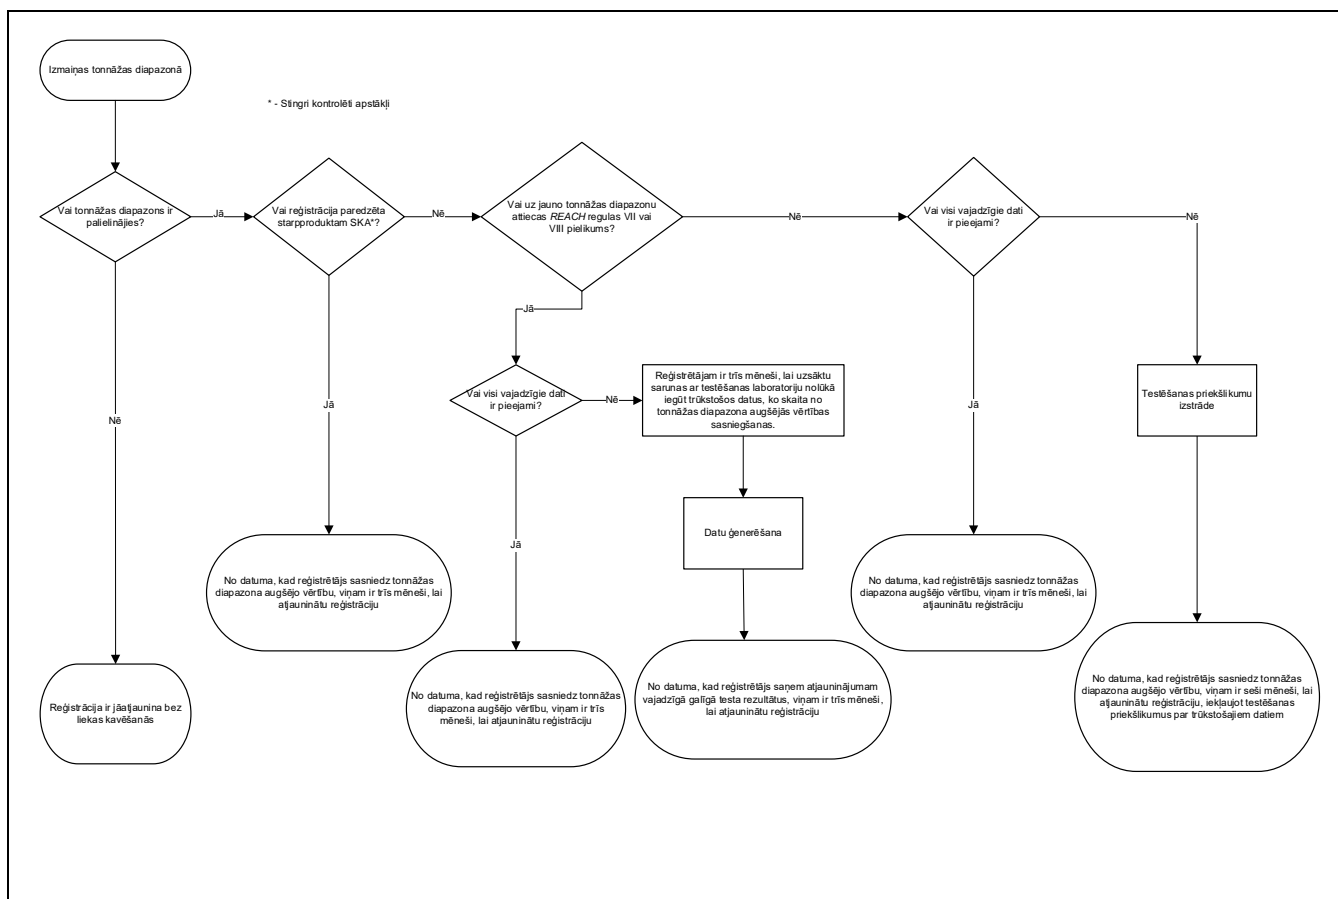 Izmaiņas tonnāžas diapazonā
* - Stingri kontrolēti apstākļi
Vai tonnāžas diapazons ir
palielinājies?
Jā
Vai reģistrācija paredzēta
starpproduktam SKA*?
Nē
Vai uz jauno tonnāžas diapazonu
attiecas REACH regulas VII vai
VIII pielikums?
Nē
Vai visi vajadzīgie dati
ir pieejami?
Nē
Jā
Vai visi vajadzīgie dati
ir pieejami?
Nē
Reģistrētājam ir trīs mēneši, lai uzsāktu
sarunas ar testēšanas laboratoriju nolūkā
iegūt trūkstošos datus, ko skaita no
tonnāžas diapazona augšējās vērtības
sasniegšanas.
Testēšanas priekšlikumu
izstrāde
Nē
Jā
Jā
Jā
Datu ģenerēšana
No datuma, kad reģistrētājs sasniedz tonnāžas
diapazona augšējo vērtību, viņam ir trīs mēneši, lai
atjauninātu reģistrāciju
No datuma, kad reģistrētājs sasniedz tonnāžas
diapazona augšējo vērtību, viņam ir trīs mēneši, lai
atjauninātu reģistrāciju
Reģistrācija ir jāatjaunina bez
liekas kavēšanās
No datuma, kad reģistrētājs sasniedz tonnāžas
diapazona augšējo vērtību, viņam ir trīs
mēneši, lai atjauninātu reģistrāciju
No datuma, kad reģistrētājs saņem atjauninājumam
vajadzīgā galīgā testa rezultātus, viņam ir trīs mēneši,
lai atjauninātu reģistrāciju
No datuma, kad reģistrētājs sasniedz tonnāžas
diapazona augšējo vērtību, viņam ir seši mēneši, lai
atjauninātu reģistrāciju, iekļaujot testēšanas
priekšlikumus par trūkstošajiem datiem